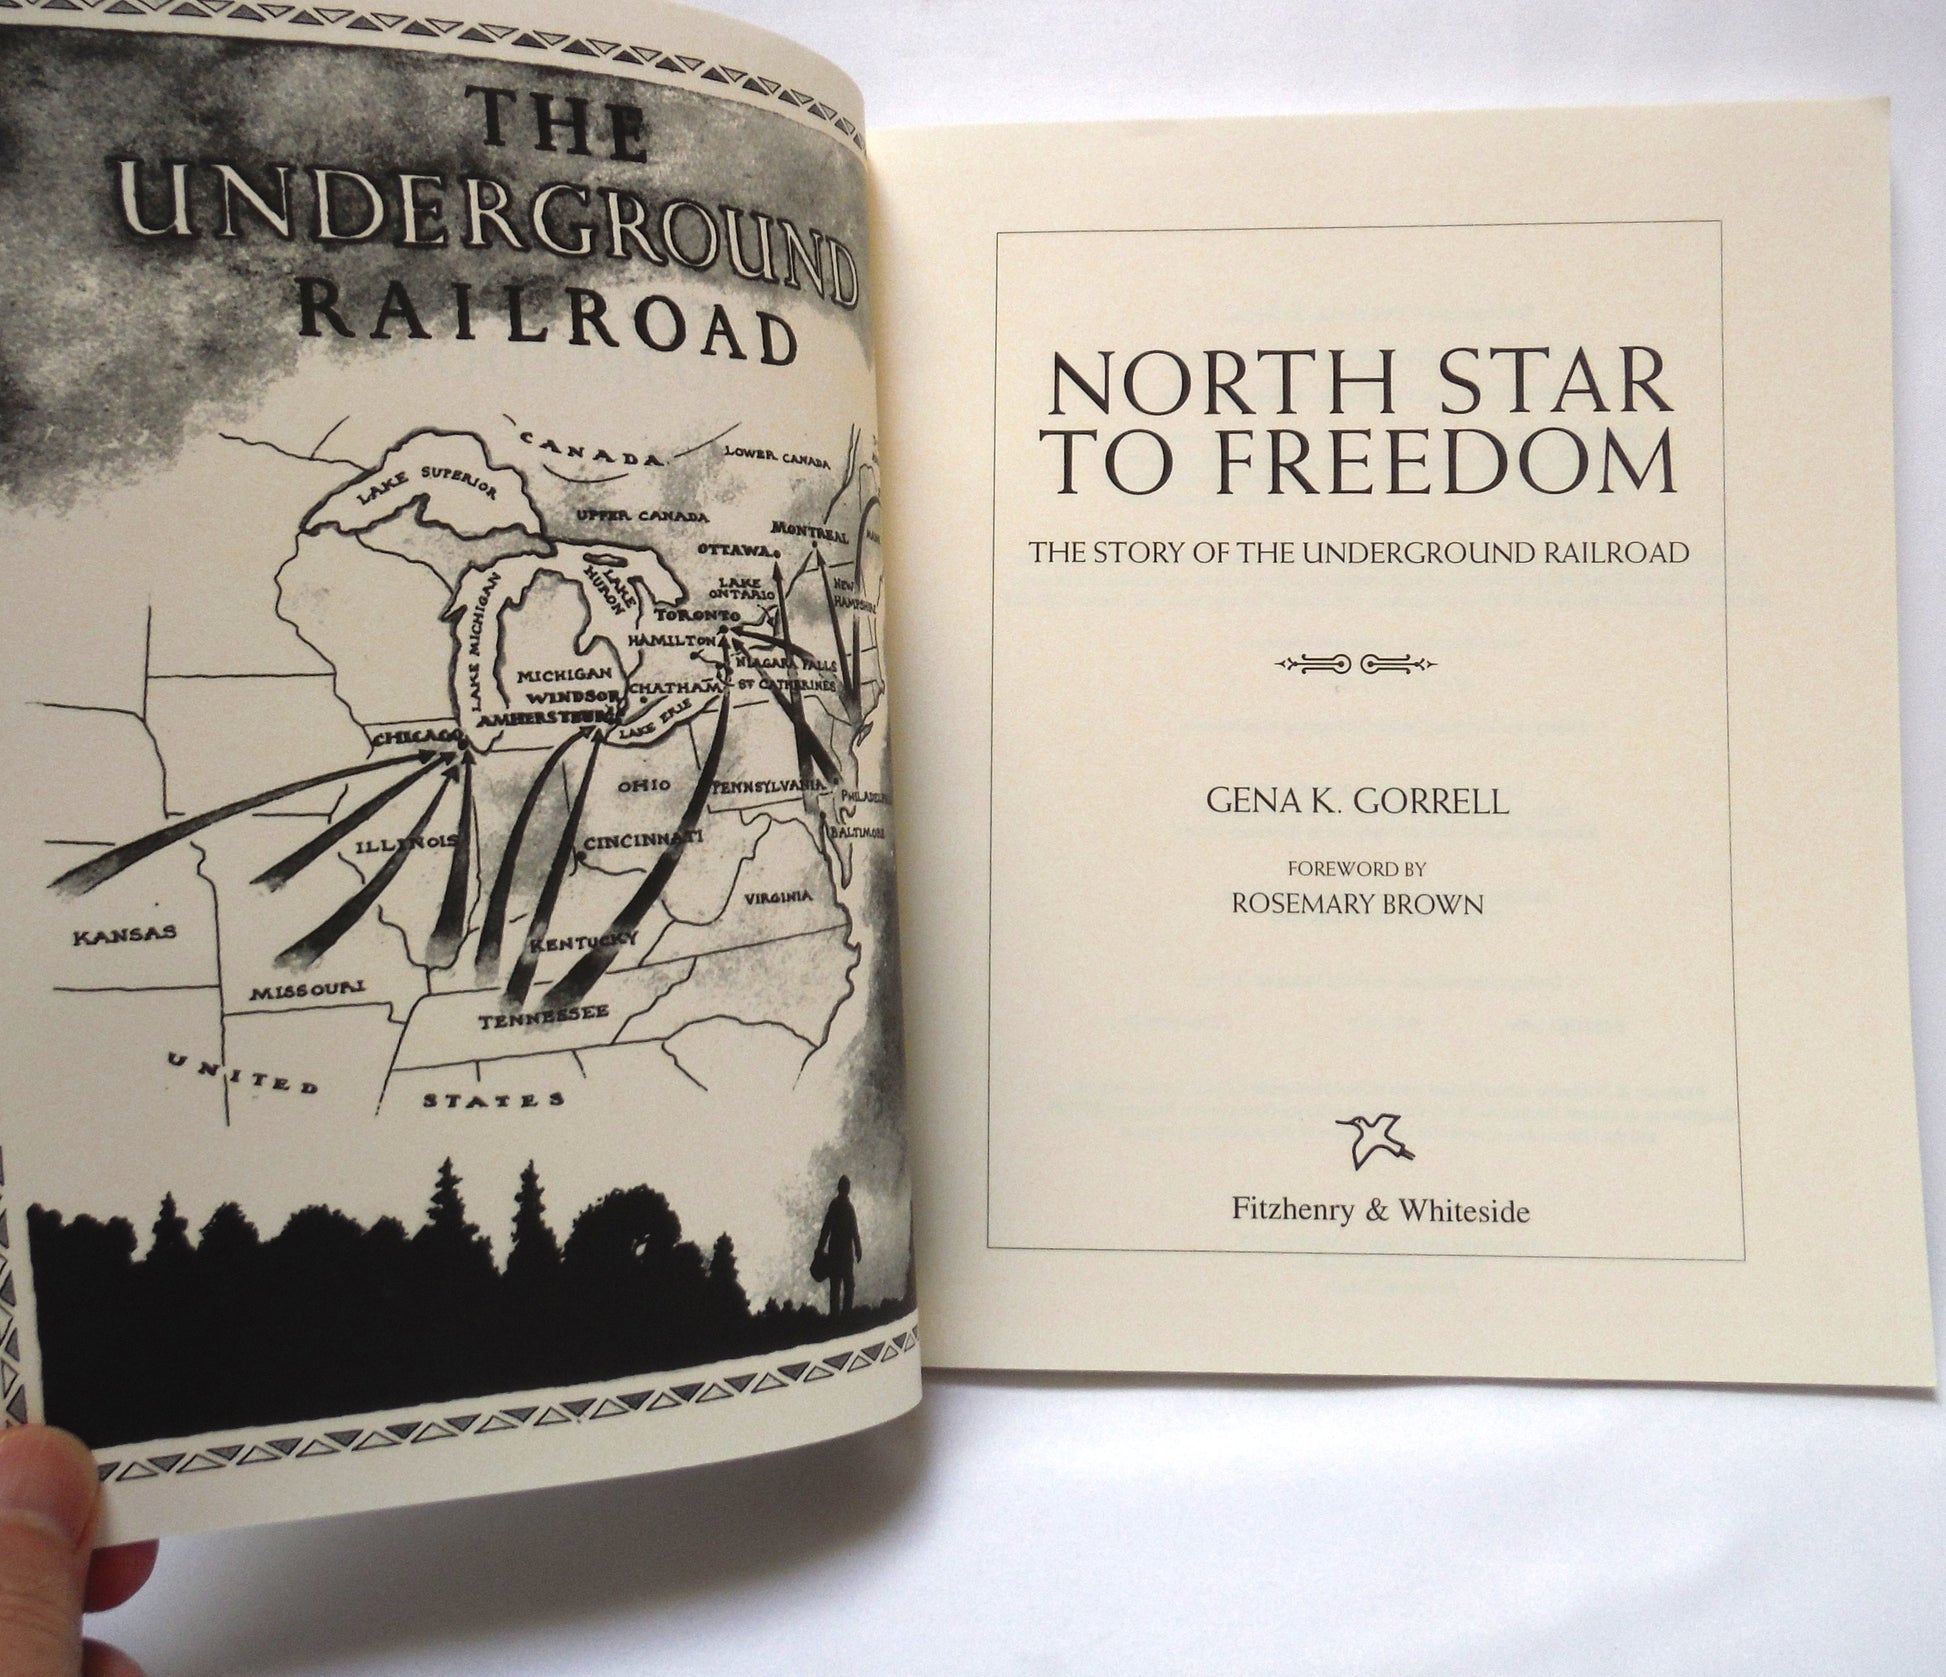 THE
UNDERGROUND
RAILROAD
CANADA
LOWER CANADA
LAKE SUPERIOR
UPPER CANADA
MONTREAL
OTTAWA
LAKE
HURON
LAKE
ONTARIO
NEW
HAMPSHIRE
LAKE MICHIGAN
TORONTO
HAMILTON
NIAGARA FALLS
MICHIGAN
WINDSOR
CHATHAM
ST CATHARINES
AMHERSTBURG
LAKE ERIE
CHICAGO
OHIO
PENNSYLVANIA
ILLINOIS
CINCINNATI
BALTIMORE
VIRGINIA
KANSAS
KENTUCKY
MISSOURI
TENNESSEE
UNITED
STATES
NORTH STAR
TO FREEDOM
THE STORY OF THE UNDERGROUND RAILROAD
GENA K. GORRELL
FOREWORD BY
ROSEMARY BROWN
Fitzhenry & Whiteside